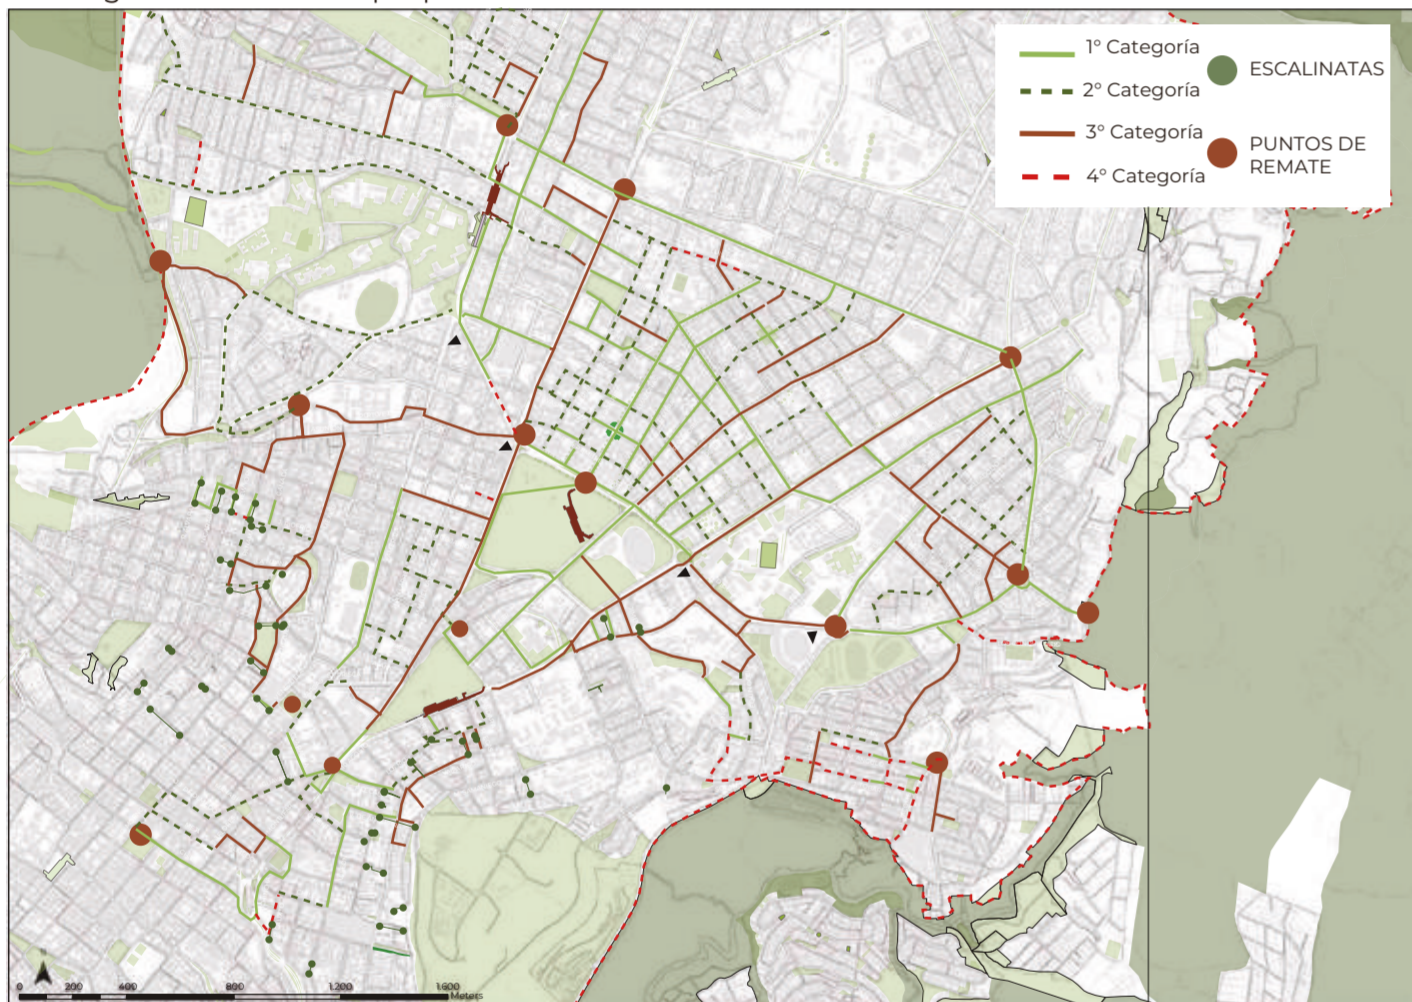 1° Categoría
2° Categoría
3° Categoría
4° Categoría
ESCALINATAS
PUNTOS DE
REMATE
0 200 400 800 1.200 1.600
Meters